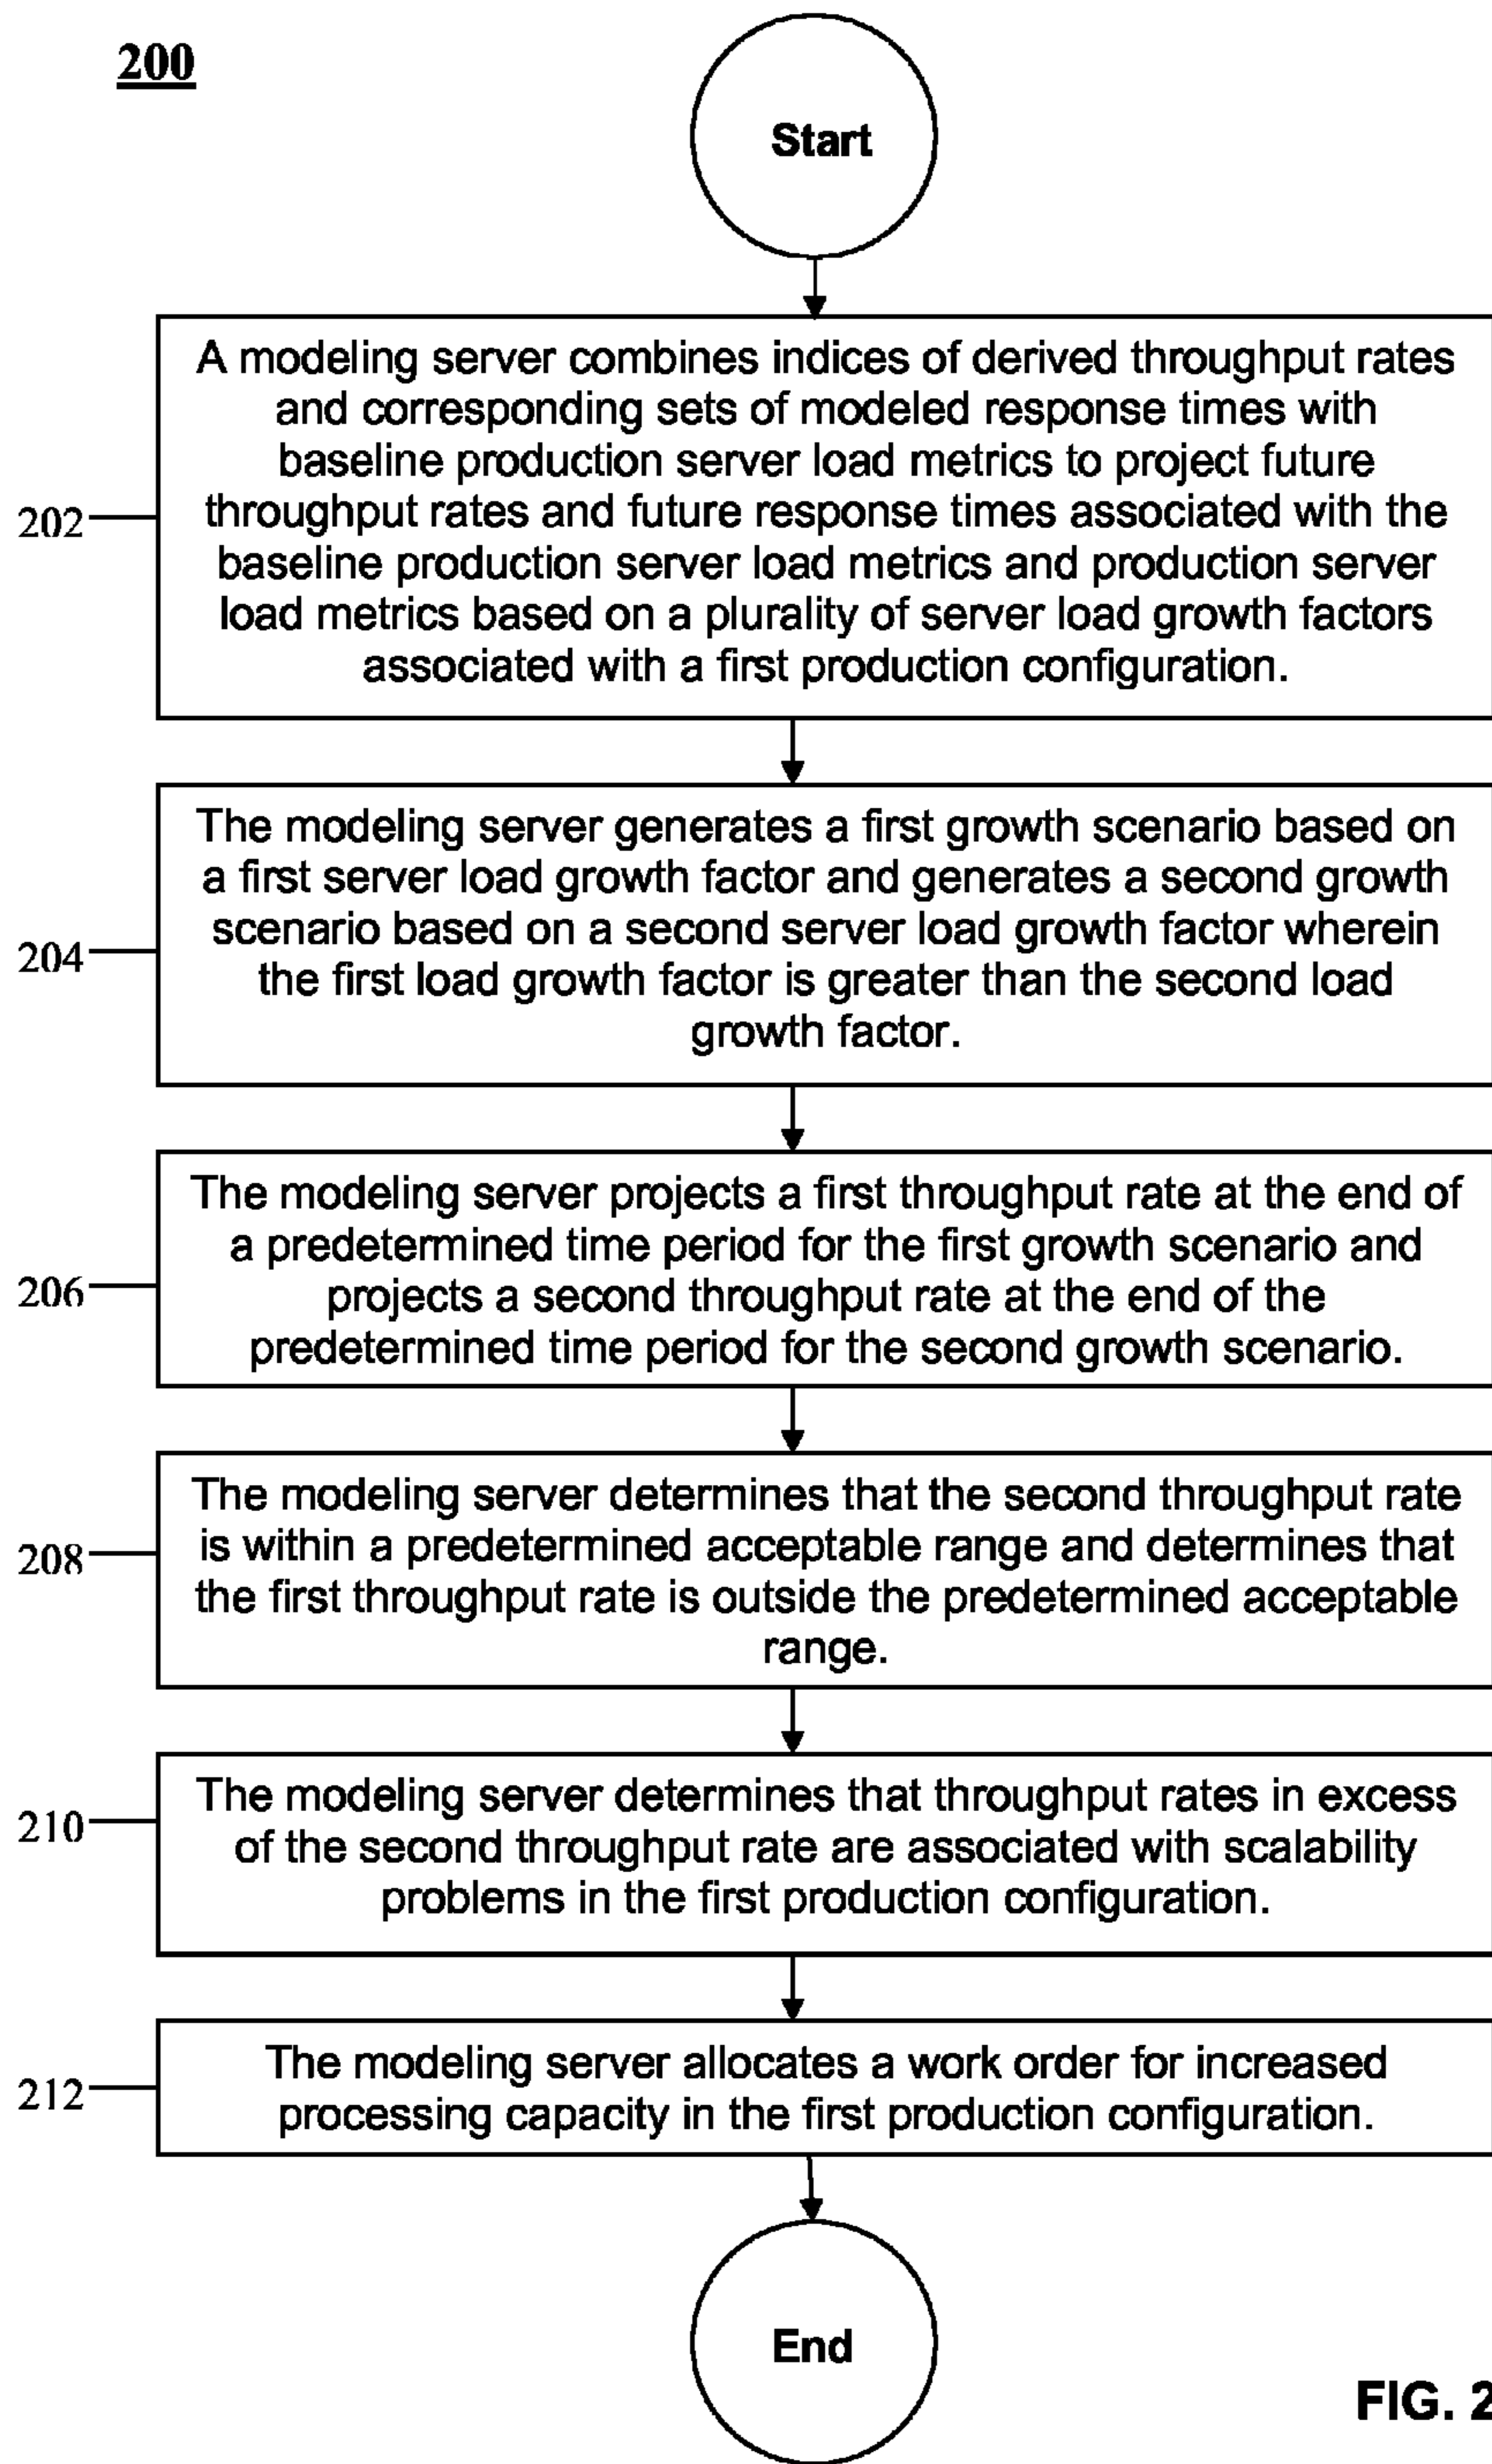 200
Start
A modeling server combines indices of derived throughput rates
and corresponding sets of modeled response times with
baseline production server load metrics to project future
throughput rates and future response times associated with the
baseline production server load metrics and production server
load metrics based on a plurality of server load growth factors
associated with a first production configuration.
202
The modeling server generates a first growth scenario based on
a first server load growth factor and generates a second growth
scenario based on a second server load growth factor wherein
the first load growth factor is greater than the second load
growth factor.
204
The modeling server projects a first throughput rate at the end of
a predetermined time period for the first growth scenario and
projects a second throughput rate at the end of the
predetermined time period for the second growth scenario.
206
The modeling server determines that the second throughput rate
is within a predetermined acceptable range and determines that
the first throughput rate is outside the predetermined acceptable
range.
208
The modeling server determines that throughput rates in excess
of the second throughput rate are associated with scalability
problems in the first production configuration.
210
The modeling server allocates a work order for increased
processing capacity in the first production configuration.
212
End
FIG. 2